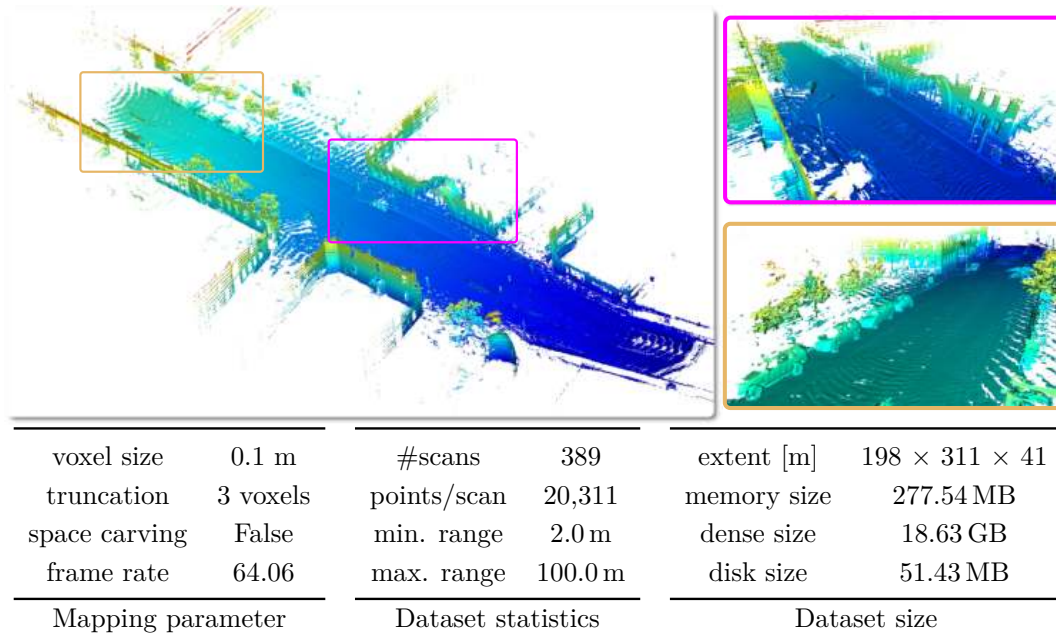 voxel size 0.1 m
truncation 3 voxels
space carving False
frame rate 64.06
Mapping parameter
#scans 389
points/scan 20,311
min. range 2.0 m
max. range 100.0 m
Dataset statistics
extent [m] 198 × 311 × 41
memory size 277.54 MB
dense size 18.63 GB
disk size 51.43 MB
Dataset size